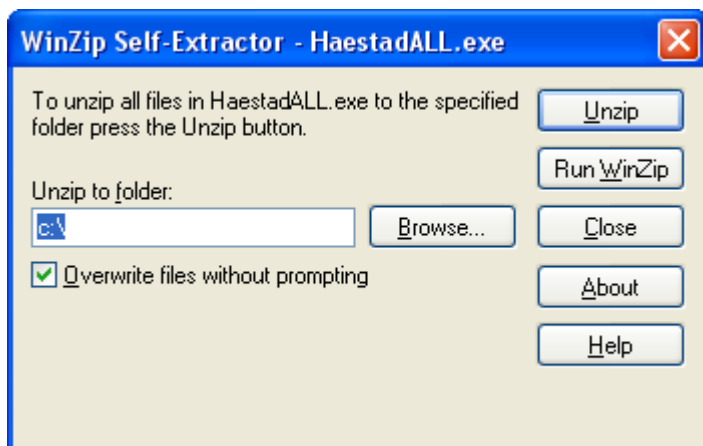 WinZip Self-Extractor - HaestadALL.exe
To unzip all files in HaestadALL.exe to the specified
folder press the Unzip button.
Unzip
Run WinZip
Unzip to folder:
c:\
Browse...
Close
Overwrite files without prompting
About
Help